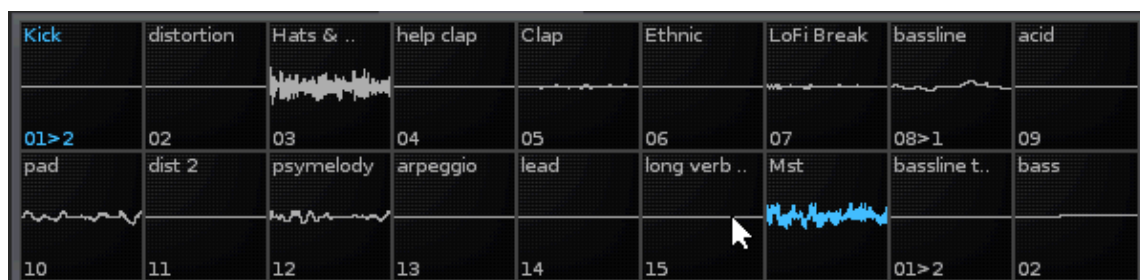 Kick distortion Hats & .. help clap Clap Ethnic LoFi Break bassline acid
01>2 02 03 04 05 06 07 08>1 09
pad dist 2 psymelody arpeggio lead long verb .. Mst bassline t.. bass
10 11 12 13 14 15 01>2 02